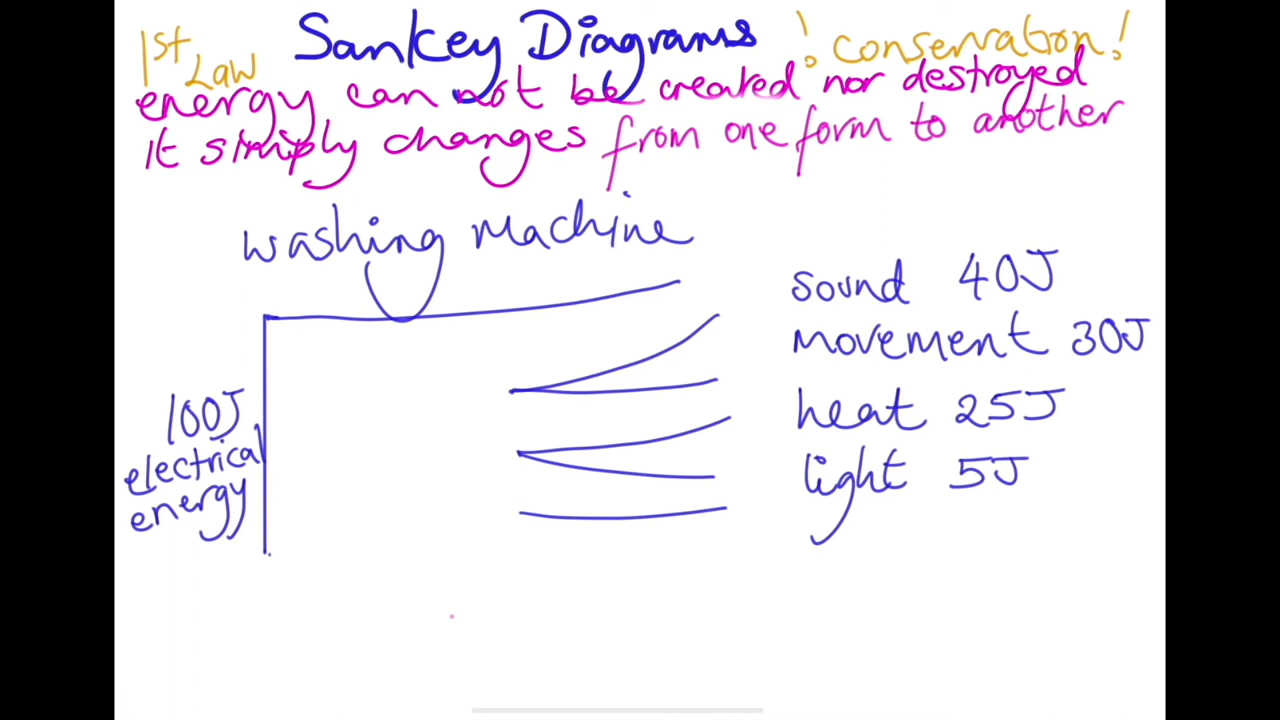 1st Law Sankey Diagrams ! Conservation!
energy can not be created nor destroyed
it simply changes from one form to another
washing machine
sound 40J
movement 30J
100J
heat 25J
electrical
light 5J
energy